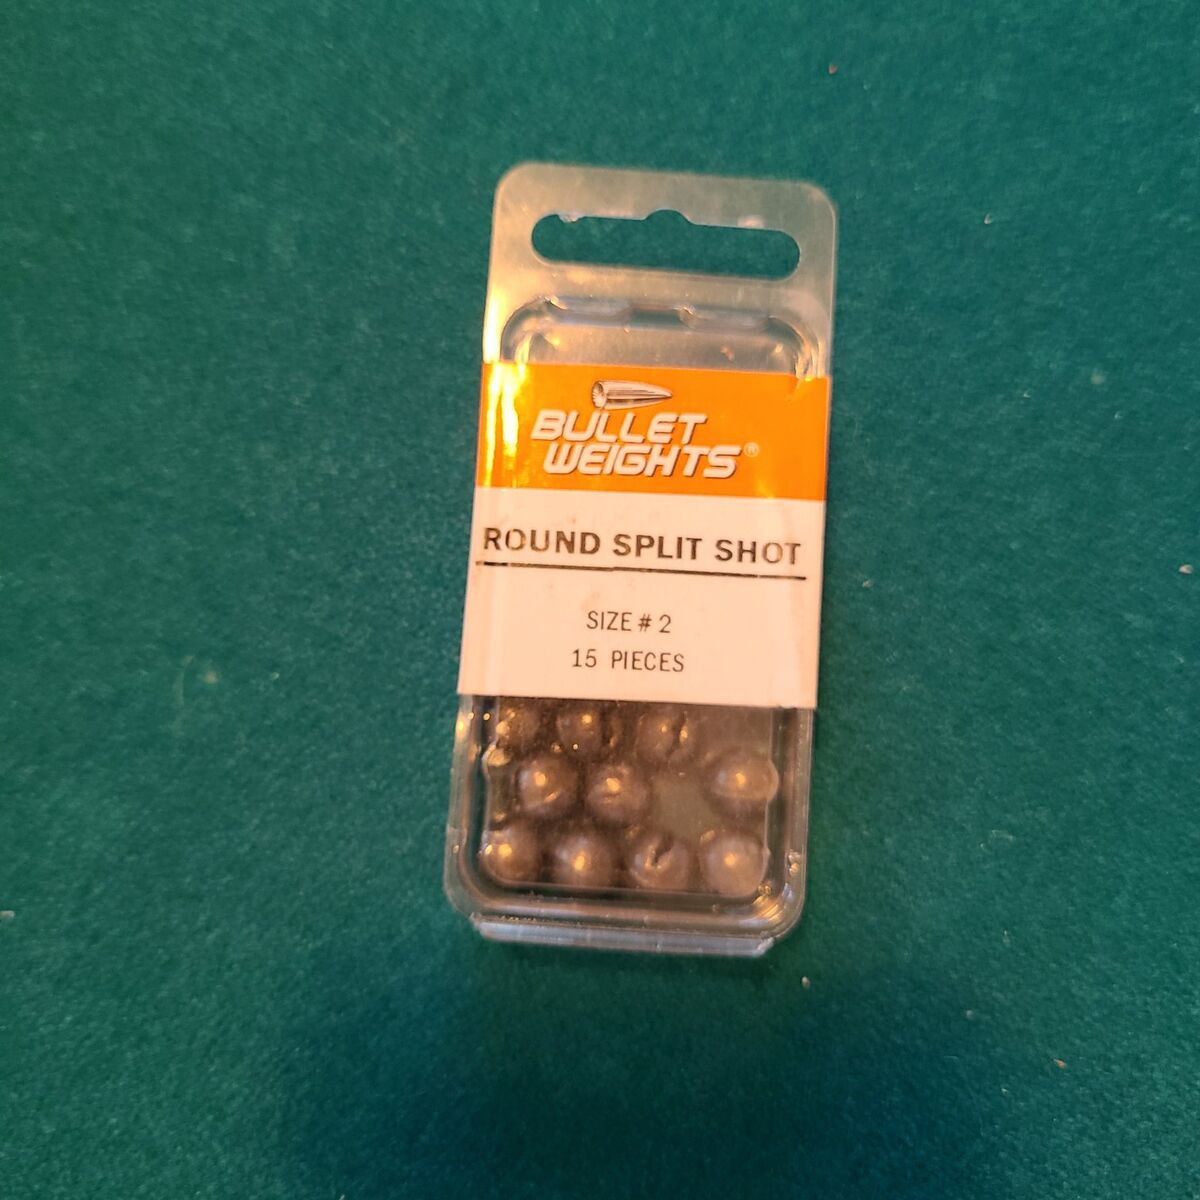 BULLET
WEIGHTS®
ROUND SPLIT SHOT
SIZE # 2
15 PIECES